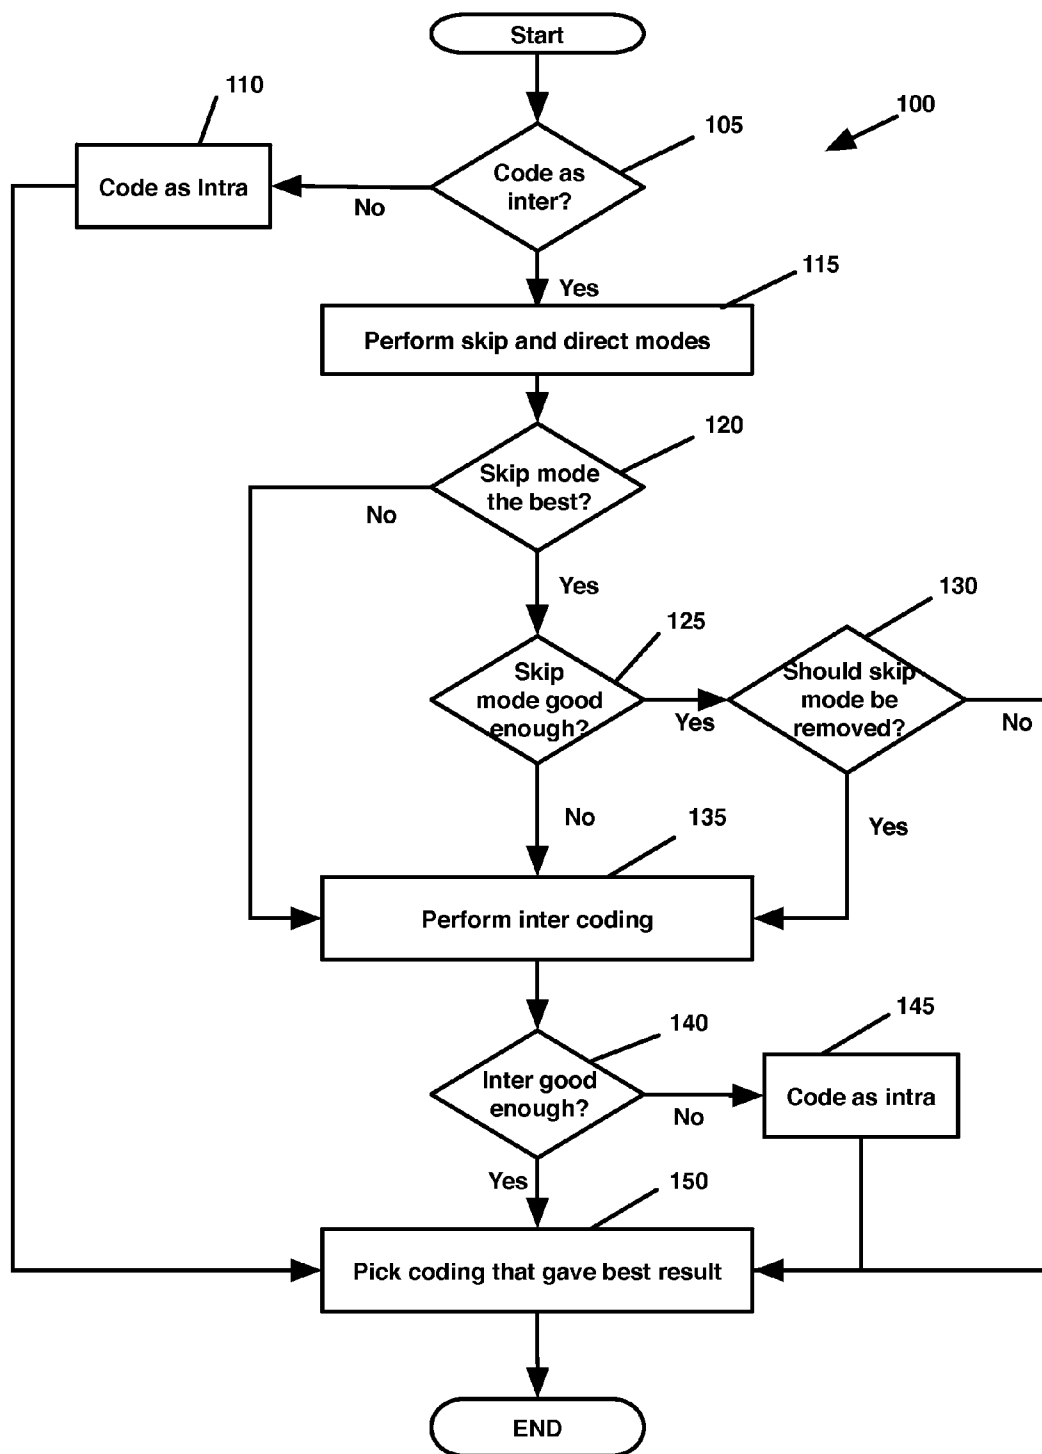 Start
110
105
100
Code as Intra
Code as
inter?
No
Yes
115
Perform skip and direct modes
120
Skip mode
the best?
No
Yes
130
125
Skip
mode good
enough?
Yes
Should skip
mode be
removed?
No
No
Yes
135
Perform inter coding
145
140
Inter good
enough?
No
Code as intra
Yes
150
Pick coding that gave best result
END